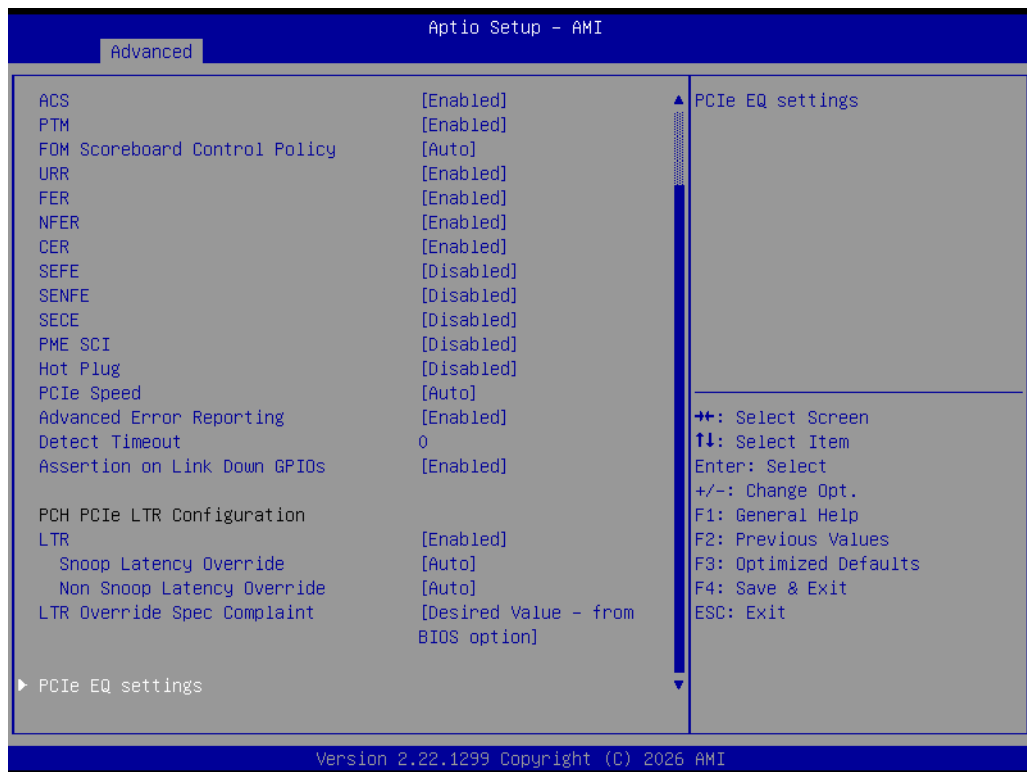 Aptio Setup – AMI
Advanced
ACS [Enabled]
PTM [Enabled]
FOM Scoreboard Control Policy [Auto]
URR [Enabled]
FER [Enabled]
NFER [Enabled]
CER [Enabled]
SEFE [Disabled]
SENFE [Disabled]
SECE [Disabled]
PME SCI [Disabled]
Hot Plug [Disabled]
PCIe Speed [Auto]
Advanced Error Reporting [Enabled]
Detect Timeout 0
Assertion on Link Down GPIOs [Enabled]
PCH PCIe LTR Configuration
LTR [Enabled]
Snoop Latency Override [Auto]
Non Snoop Latency Override [Auto]
LTR Override Spec Complaint [Desired Value – from
BIOS option]
PCIe EQ settings
PCIe EQ settings
→←: Select Screen
↑↓: Select Item
Enter: Select
+/-: Change Opt.
F1: General Help
F2: Previous Values
F3: Optimized Defaults
F4: Save & Exit
ESC: Exit
Version 2.22.1299 Copyright (C) 2026 AMI